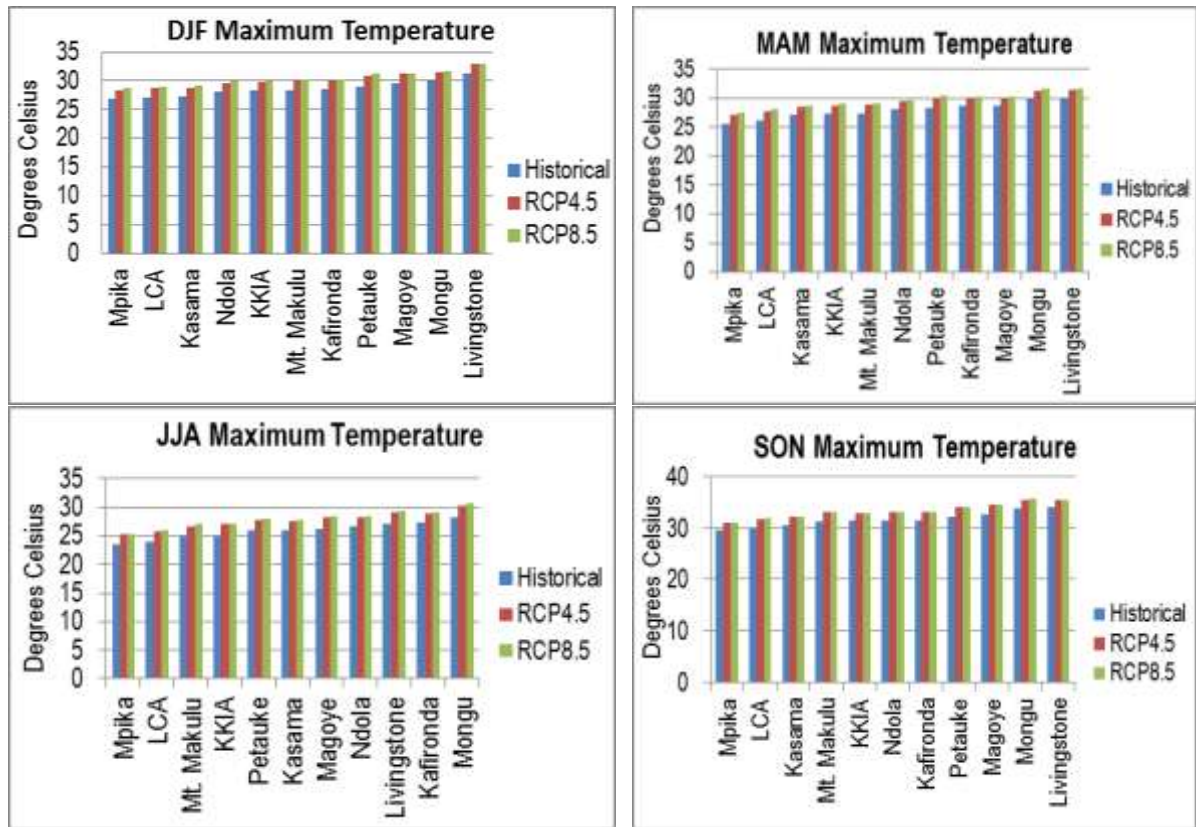 DJF Maximum Temperature
Degrees Celsius
35
30
25
20
15
10
5
0
Historical
RCP4.5
RCP8.5
Mpika
LCA
Kasama
Ndola
KKIA
Mt. Makulu
Kafironda
Petauke
Magoye
Mongu
Livingstone
MAM Maximum Temperature
Degrees Celsius
35
30
25
20
15
10
5
0
Historical
RCP4.5
RCP8.5
Mpika
LCA
Kasama
KKIA
Mt. Makulu
Ndola
Petauke
Kafironda
Magoye
Mongu
Livingstone
JJA Maximum Temperature
Degrees Celsius
35
30
25
20
15
10
5
0
Historical
RCP4.5
RCP8.5
Mpika
LCA
Mt. Makulu
KKIA
Petauke
Kasama
Magoye
Ndola
Livingstone
Kafironda
Mongu
SON Maximum Temperature
Degrees Celsius
40
30
20
10
0
Historical
RCP4.5
RCP8.5
Mpika
LCA
Kasama
Mt. Makulu
KKIA
Ndola
Kafironda
Petauke
Magoye
Mongu
Livingstone